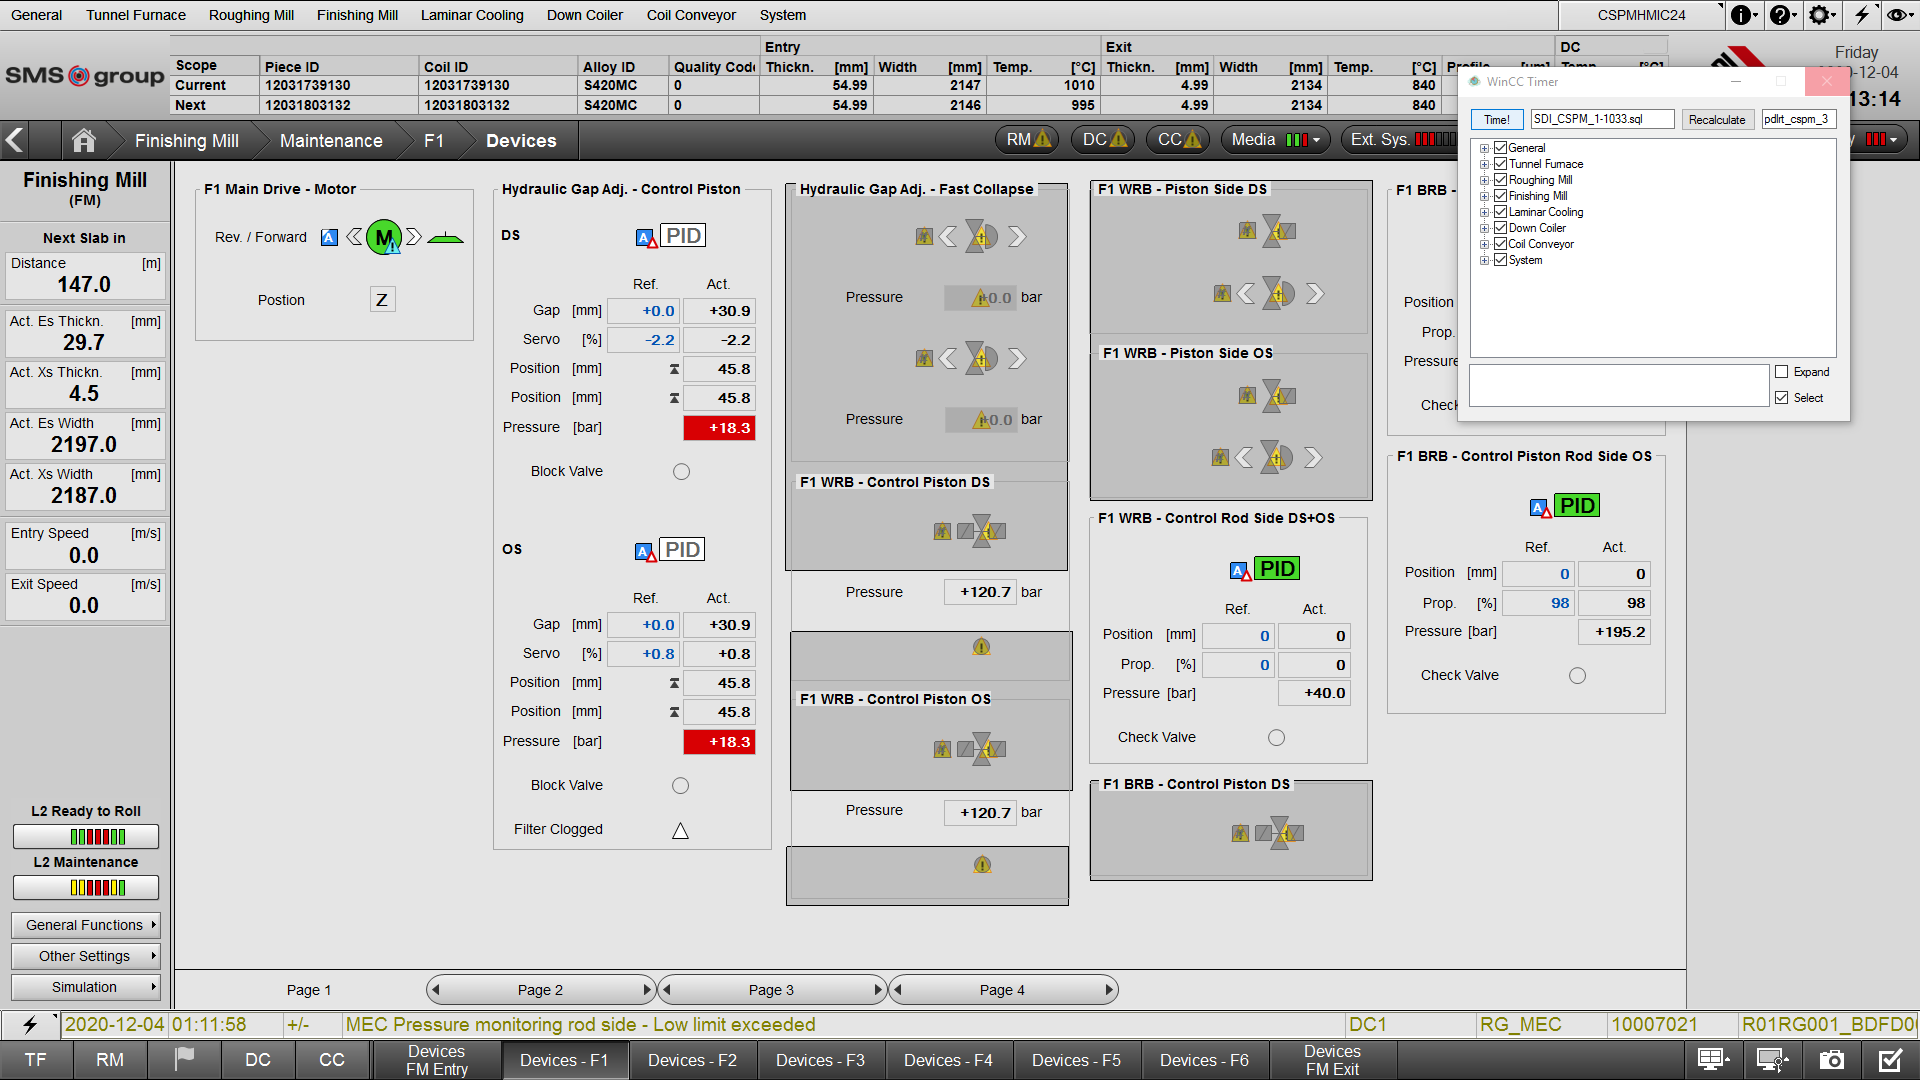 General Tunnel Furnace Roughing Mill Finishing Mill Laminar Cooling Down Coiler Coil Conveyor System CSPMHMIC24
SMS group
Entry Exit DC
Scope Piece ID Coil ID Alloy ID Quality Code Thickn. [mm] Width [mm] Temp. [°C] Thickn. [mm] Width [mm] Temp. [°C]
Current 12031739130 12031739130 S420MC 0 54.99 2147 1010 4.99 2134 840
Next 12031803132 12031803132 S420MC 0 54.99 2146 995 4.99 2134 840
Friday
-12-04
13:14
Finishing Mill Maintenance F1 Devices RM DC CC Media Ext. Sys.
WinCC Timer
Time! SDI_CSPM_1-1033.sql Recalculate pdlrt_cspm_3
General
Tunnel Furnace
Roughing Mill
Finishing Mill
Laminar Cooling
Down Coiler
Coil Conveyor
System
Expand
Select
Finishing Mill
(FM)
Next Slab in
Distance [m]
147.0
Act. Es Thickn. [mm]
29.7
Act. Xs Thickn. [mm]
4.5
Act. Es Width [mm]
2197.0
Act. Xs Width [mm]
2187.0
Entry Speed [m/s]
0.0
Exit Speed [m/s]
0.0
L2 Ready to Roll
L2 Maintenance
General Functions
Other Settings
Simulation
F1 Main Drive - Motor
Rev. / Forward A M
Postion Z
Hydraulic Gap Adj. - Control Piston
DS A PID
Ref. Act.
Gap [mm] +0.0 +30.9
Servo [%] -2.2 -2.2
Position [mm] 45.8
Position [mm] 45.8
Pressure [bar] +18.3
Block Valve
OS A PID
Ref. Act.
Gap [mm] +0.0 +30.9
Servo [%] +0.8 +0.8
Position [mm] 45.8
Position [mm] 45.8
Pressure [bar] +18.3
Block Valve
Filter Clogged
Hydraulic Gap Adj. - Fast Collapse
Pressure +0.0 bar
Pressure +0.0 bar
F1 WRB - Control Piston DS
Pressure +120.7 bar
F1 WRB - Control Piston OS
Pressure +120.7 bar
F1 WRB - Piston Side DS
F1 WRB - Piston Side OS
F1 WRB - Control Rod Side DS+OS
A PID
Ref. Act.
Position [mm] 0 0
Prop. [%] 0 0
Pressure [bar] +40.0
Check Valve
F1 BRB - Control Piston DS
F1 BRB -
Position
Prop.
Pressure
Check
F1 BRB - Control Piston Rod Side OS
A PID
Ref. Act.
Position [mm] 0 0
Prop. [%] 98 98
Pressure [bar] +195.2
Check Valve
Page 1 Page 2 Page 3 Page 4
2020-12-04 01:11:58 +/- MEC Pressure monitoring rod side - Low limit exceeded DC1 RG_MEC 10007021
TF RM DC CC Devices FM Entry Devices - F1 Devices - F2 Devices - F3 Devices - F4 Devices - F5 Devices - F6 Devices FM Exit